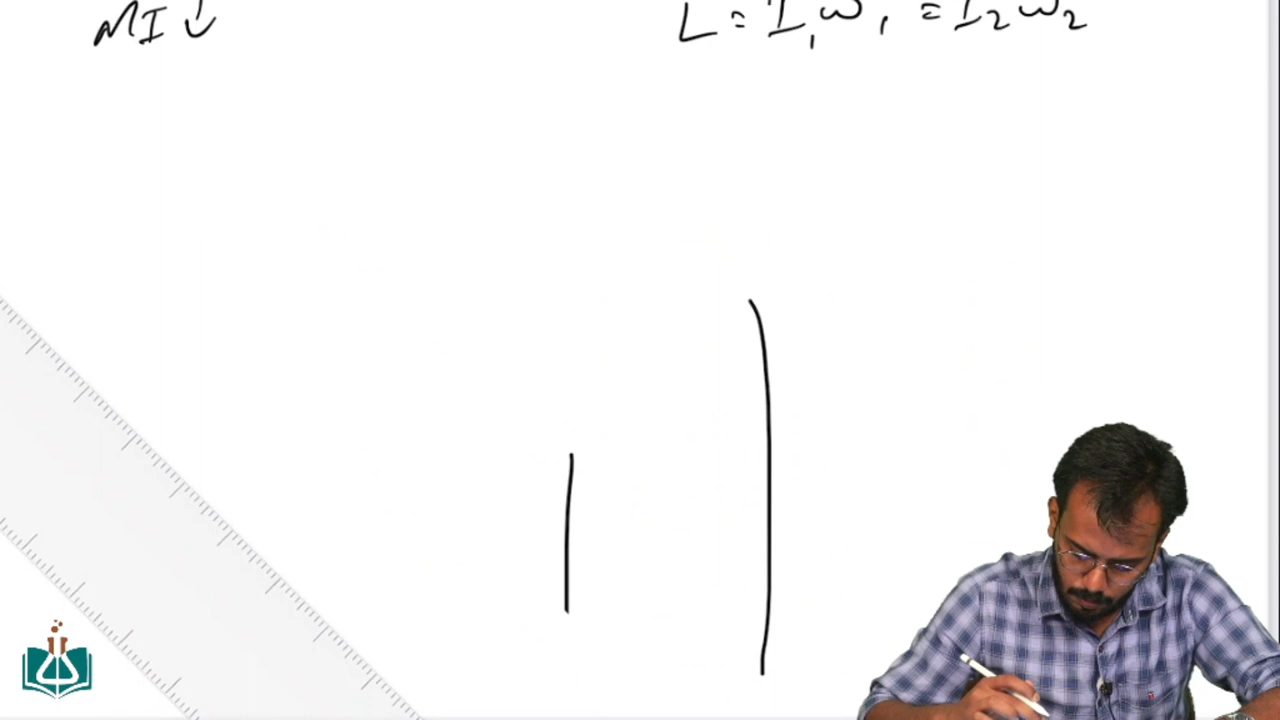 MI ↓
L = I₁ω₁ = I₂ω₂